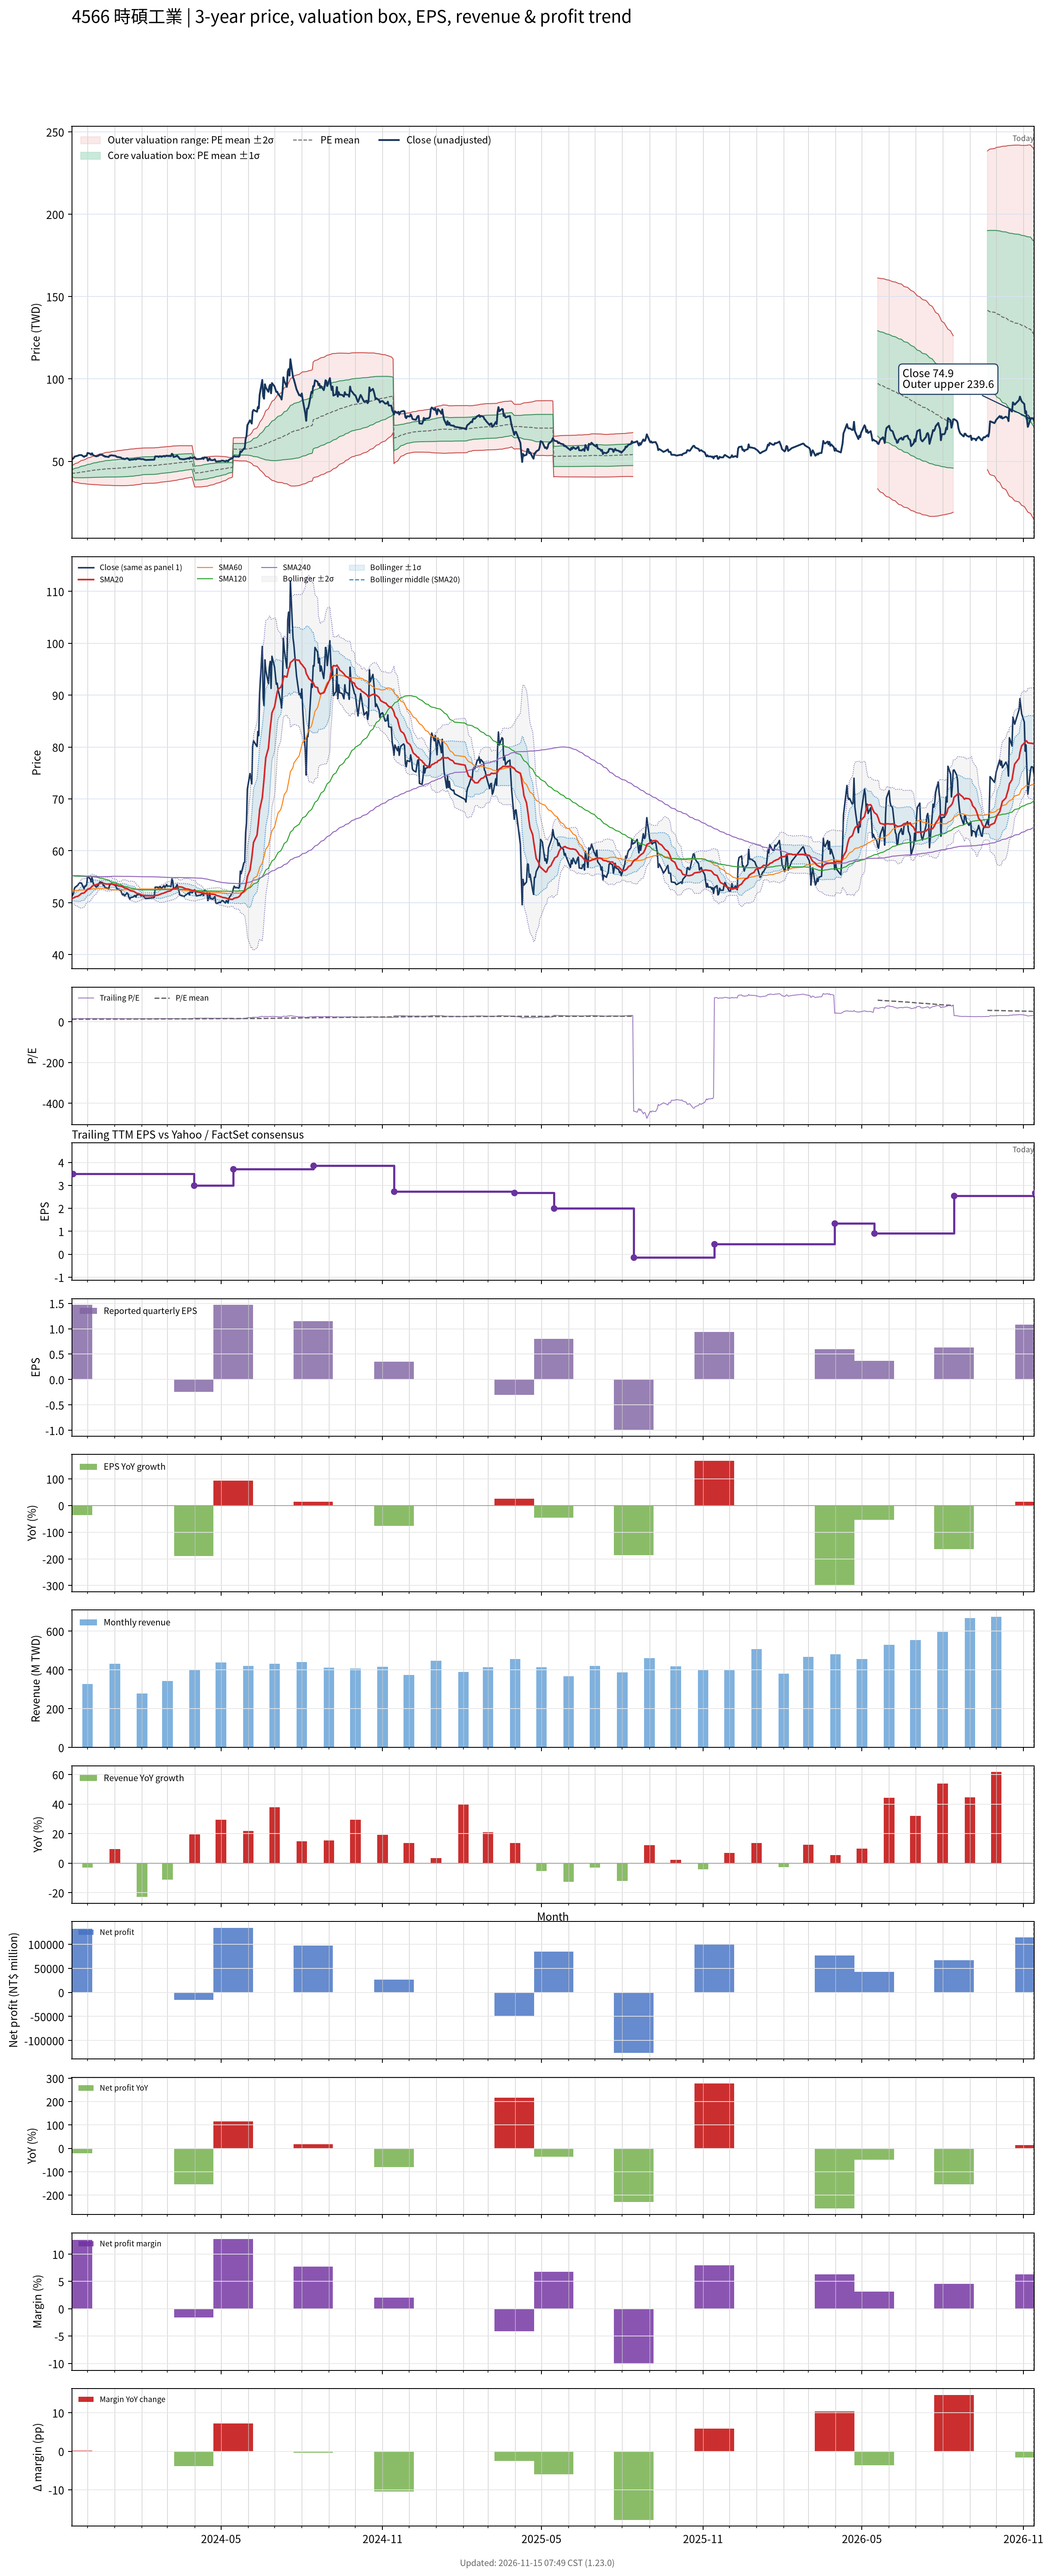 4566 時碩工業 | 3-year price, valuation box, EPS, revenue & profit trend
Outer valuation range: PE mean ±2σ
PE mean
Close (unadjusted)
Core valuation box: PE mean ±1σ
Today
250
200
150
100
50
Price (TWD)
Close 74.9
Outer upper 239.6
Close (same as panel 1)
SMA20
SMA60
SMA120
SMA240
Bollinger ±2σ
Bollinger ±1σ
Bollinger middle (SMA20)
110
100
90
80
70
60
50
40
Price
Trailing P/E
P/E mean
0
-200
-400
P/E
Trailing TTM EPS vs Yahoo / FactSet consensus
Today
4
3
2
1
0
-1
EPS
Reported quarterly EPS
1.5
1.0
0.5
0.0
-0.5
-1.0
EPS
EPS YoY growth
100
0
-100
-200
-300
YoY (%)
Monthly revenue
600
400
200
0
Revenue (M TWD)
Revenue YoY growth
60
40
20
0
-20
YoY (%)
Month
Net profit
100000
50000
0
-50000
-100000
Net profit (NT$ million)
Net profit YoY
300
200
100
0
-100
-200
YoY (%)
Net profit margin
10
5
0
-5
-10
Margin (%)
Margin YoY change
10
0
-10
Δ margin (pp)
2024-05
2024-11
2025-05
2025-11
2026-05
2026-11
Updated: 2026-11-15 07:49 CST (1.23.0)